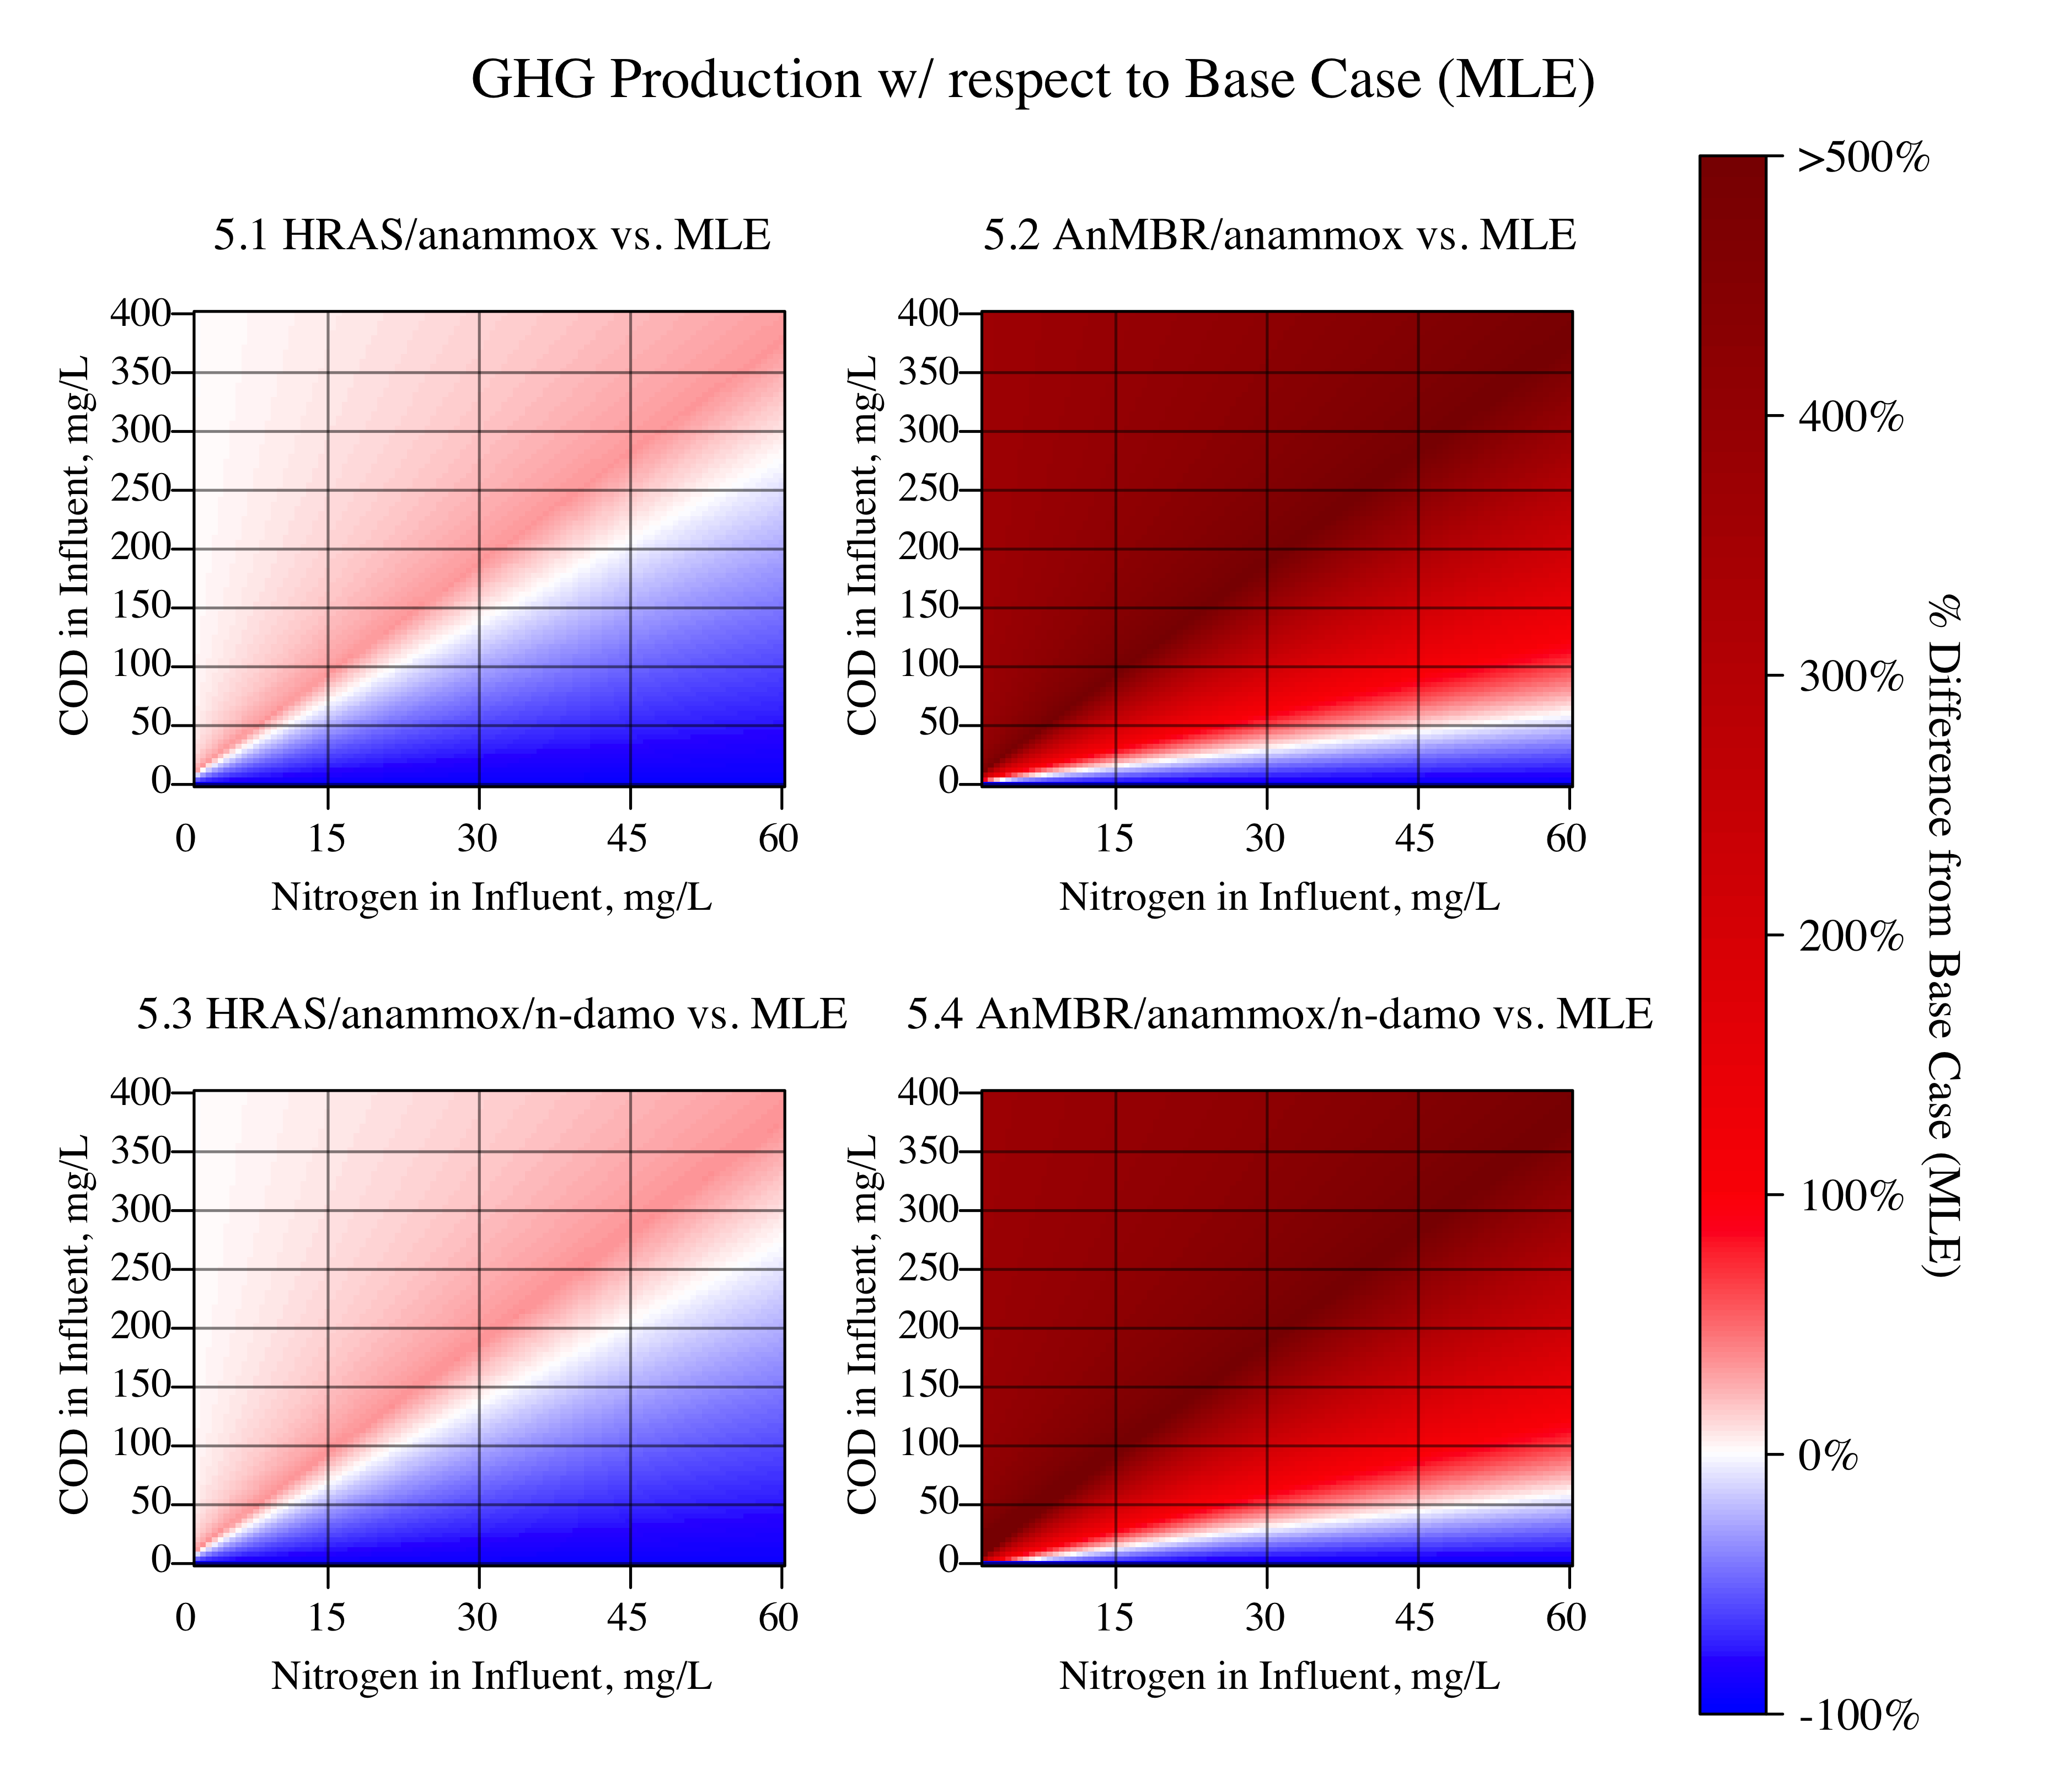 GHG Production w/ respect to Base Case (MLE)
5.1 HRAS/anammox vs. MLE
COD in Influent, mg/L
400
350
300
250
200
150
100
50
0
0 15 30 45 60
Nitrogen in Influent, mg/L
5.2 AnMBR/anammox vs. MLE
COD in Influent, mg/L
400
350
300
250
200
150
100
50
0
15 30 45 60
Nitrogen in Influent, mg/L
5.3 HRAS/anammox/n-damo vs. MLE
COD in Influent, mg/L
400
350
300
250
200
150
100
50
0
0 15 30 45 60
Nitrogen in Influent, mg/L
5.4 AnMBR/anammox/n-damo vs. MLE
COD in Influent, mg/L
400
350
300
250
200
150
100
50
0
15 30 45 60
Nitrogen in Influent, mg/L
>500%
400%
300%
200%
100%
0%
-100%
% Difference from Base Case (MLE)